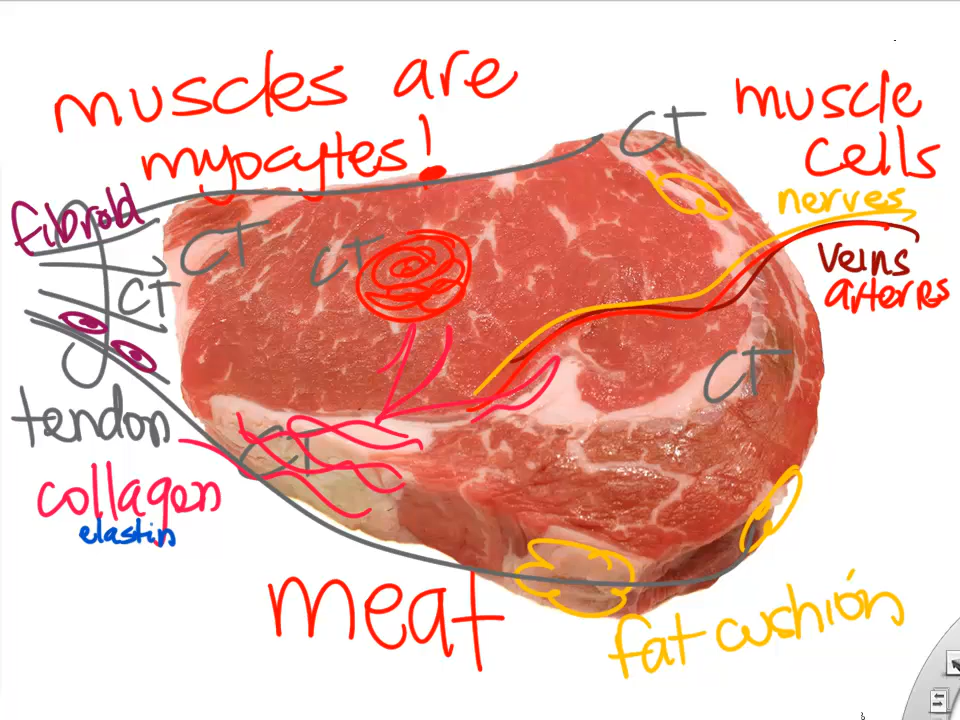 muscles are
myocytes!
muscle
cells
nerves
veins
arteries
CT
fibroid
CT
CT
CT
CT
CT
tendon
collagen
elastin
meat
fat cushion